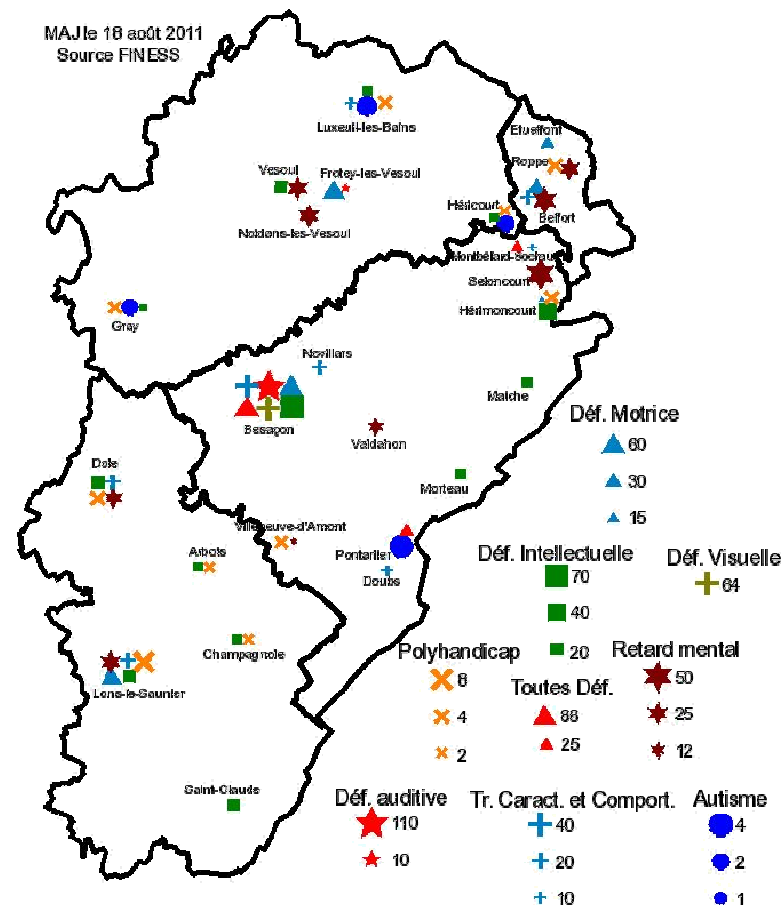 MAJ le 18 août 2011
Source FINESS
Luxeuil-les-Bains
Etueffont
Roppe
Vesoul
Frotey-les-Vesoul
Héricourt
Belfort
Noidans-les-Vesoul
Montbéliard-Sochaux
Seloncourt
Hérimoncourt
Gray
Novillars
Maiche
Besaçon
Valdahon
Déf. Motrice
60
30
15
Dole
Morteau
Villeneuve-d'Amont
Pontarlier
Doubs
Arbois
Déf. Intellectuelle
70
40
20
Déf. Visuelle
64
Champagnole
Polyhandicap
8
4
2
Retard mental
50
25
12
Toutes Déf.
88
25
Lons-le-Saunier
Saint-Claude
Déf. auditive
110
10
Tr. Caract. et Comport.
40
20
10
Autisme
4
2
1